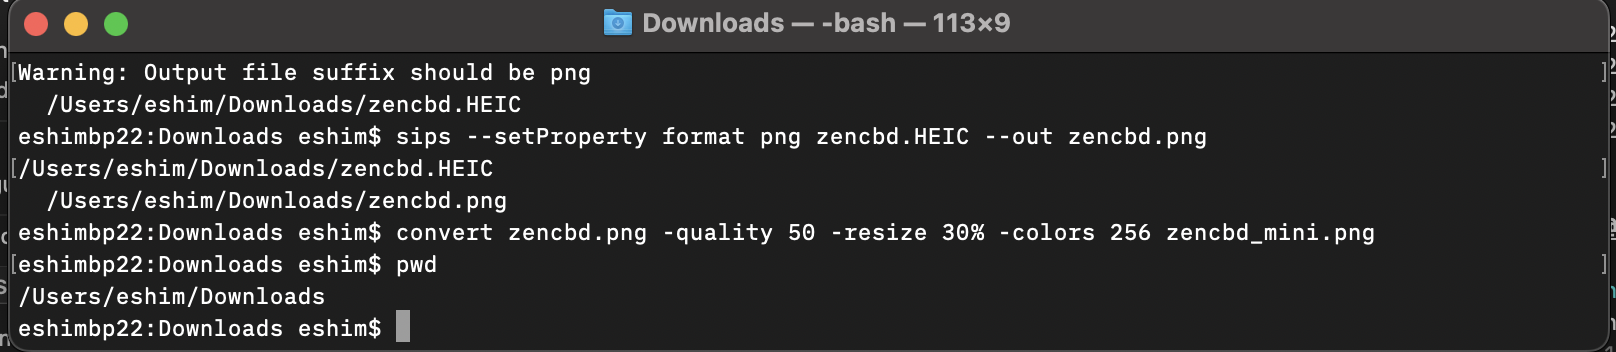 Downloads — -bash — 113×9
[Warning: Output file suffix should be png ]
/Users/eshim/Downloads/zencbd.HEIC
eshimbp22:Downloads eshim$ sips --setProperty format png zencbd.HEIC --out zencbd.png
[/Users/eshim/Downloads/zencbd.HEIC ]
/Users/eshim/Downloads/zencbd.png
eshimbp22:Downloads eshim$ convert zencbd.png -quality 50 -resize 30% -colors 256 zencbd_mini.png
[eshimbp22:Downloads eshim$ pwd ]
/Users/eshim/Downloads
eshimbp22:Downloads eshim$